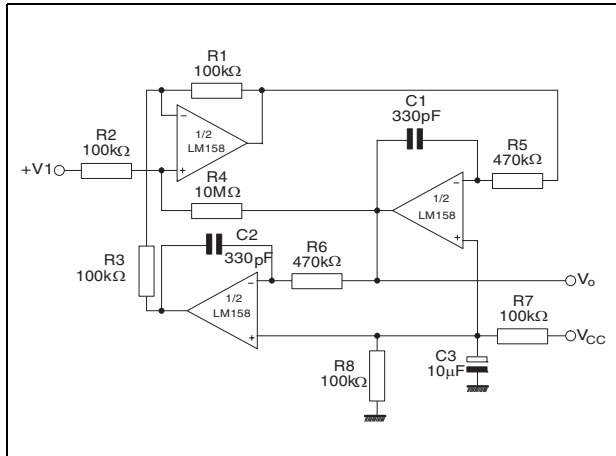 R1
100kΩ
C1
330pF
R2
100kΩ
R5
470kΩ
1/2
LM158
+V1
R4
10MΩ
1/2
LM158
C2
330pF
R6
470kΩ
R3
100kΩ
1/2
LM158
Vo
R7
100kΩ
VCC
R8
100kΩ
C3
10μF
-
+
-
+
-
+